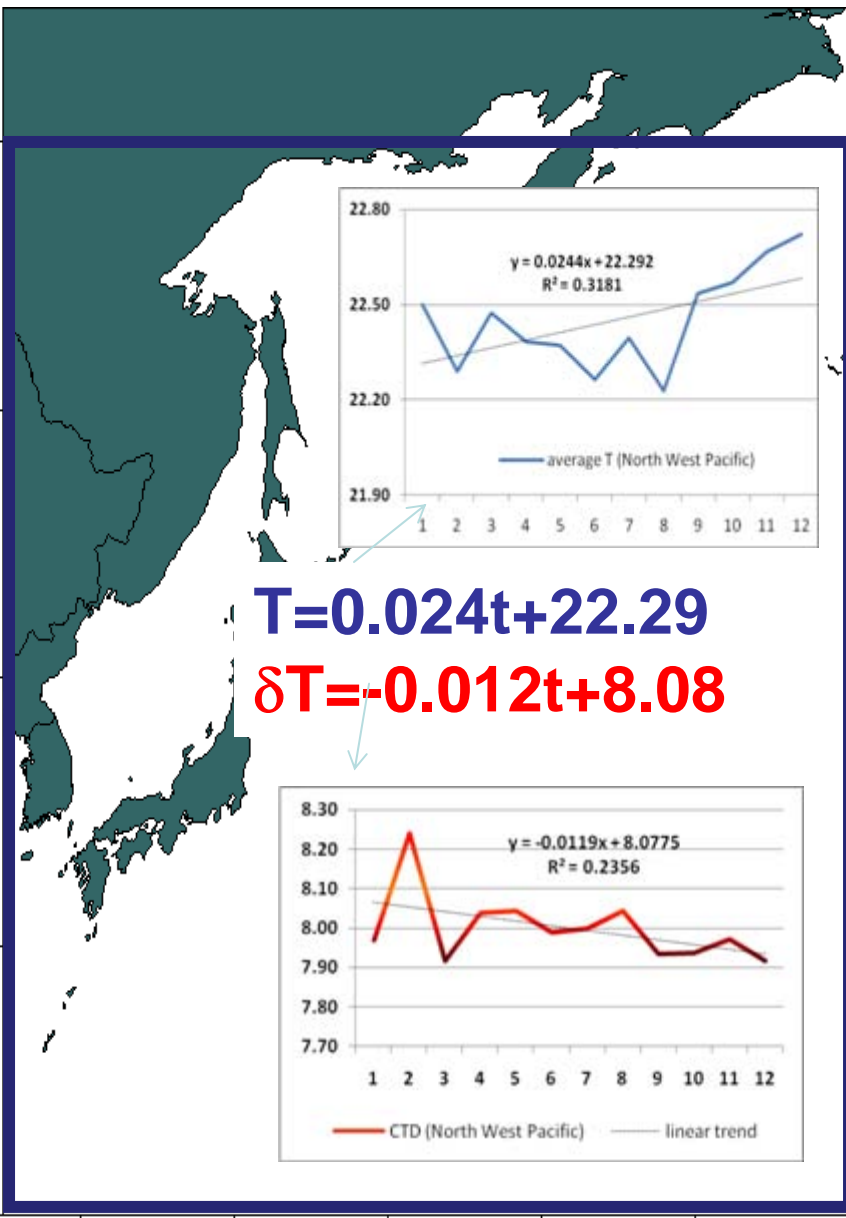 22.80
y = 0.0244x + 22.292
R² = 0.3181
22.50
22.20
average T (North West Pacific)
21.90
1 2 3 4 5 6 7 8 9 10 11 12
T=0.024t+22.29
δT=-0.012t+8.08
8.30
y = -0.0119x + 8.0775
8.20
R² = 0.2356
8.10
8.00
7.90
7.80
7.70
1 2 3 4 5 6 7 8 9 10 11 12
CTD (North West Pacific) linear trend